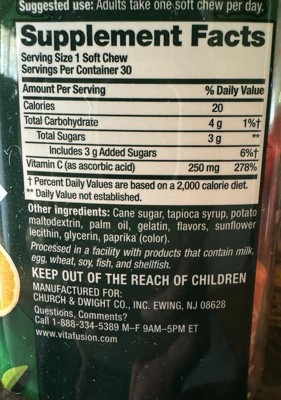 Suggested use: Adults take one soft chew per day.
Supplement Facts
Serving Size 1 Soft Chew
Servings Per Container 30
Amount Per Serving % Daily Value
Calories 20
Total Carbohydrate 4 g 1%†
Total Sugars 3 g **
Includes 3 g Added Sugars 6%†
Vitamin C (as ascorbic acid) 250 mg 278%
† Percent Daily Values are based on a 2,000 calorie diet.
** Daily Value not established.
Other ingredients: Cane sugar, tapioca syrup, potato
maltodextrin, palm oil, gelatin, flavors, sunflower
lecithin, glycerin, paprika (color).
Processed in a facility with products that contain milk,
egg, wheat, soy, fish, and shellfish.
KEEP OUT OF THE REACH OF CHILDREN
MANUFACTURED FOR:
CHURCH & DWIGHT CO., INC. EWING, NJ 08628
Questions, Comments?
Call 1-888-334-5389 M–F 9AM–5PM ET
www.vitafusion.com